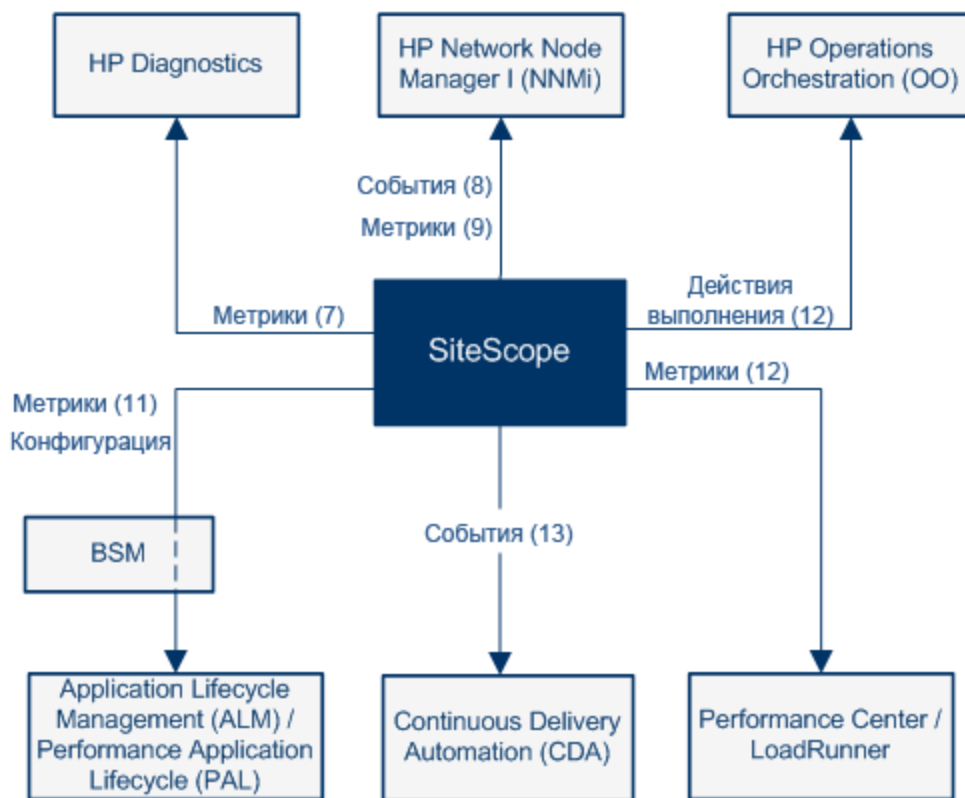 HP Diagnostics
HP Network Node
Manager I (NNMi)
HP Operations
Orchestration (OO)
События (8)
Метрики (9)
Метрики (7)
Действия
выполнения (12)
SiteScope
Метрики (12)
Метрики (11)
Конфигурация
BSM
События (13)
Application Lifecycle
Management (ALM) /
Performance Application
Lifecycle (PAL)
Continuous Delivery
Automation (CDA)
Performance Center /
LoadRunner